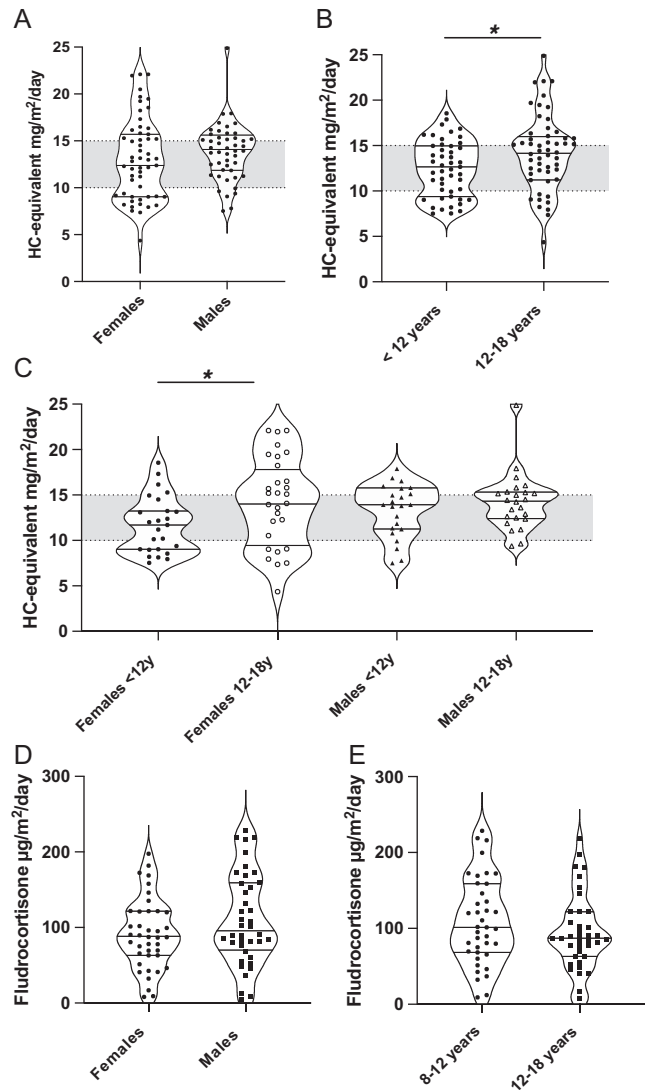 A
HC-equivalent mg/m²/day
25
20
15
10
5
0
Females
Males
B
*
HC-equivalent mg/m²/day
25
20
15
10
5
0
< 12 years
12-18 years
C
*
HC-equivalent mg/m²/day
25
20
15
10
5
0
Females <12y
Females 12-18y
Males <12y
Males 12-18y
D
Fludrocortisone µg/m²/day
300
200
100
0
Females
Males
E
Fludrocortisone µg/m²/day
300
200
100
0
8-12 years
12-18 years